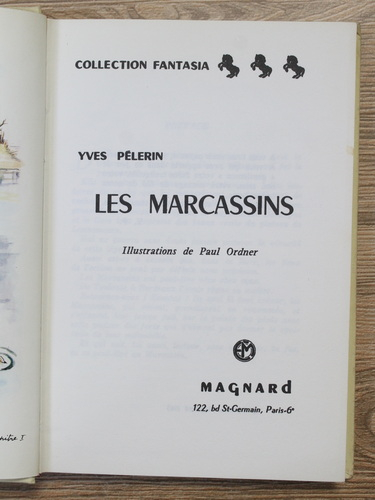 COLLECTION FANTASIA
YVES PÉLERIN
LES MARCASSINS
Illustrations de Paul Ordner
MAGNARD
122, bd St-Germain, Paris-6e